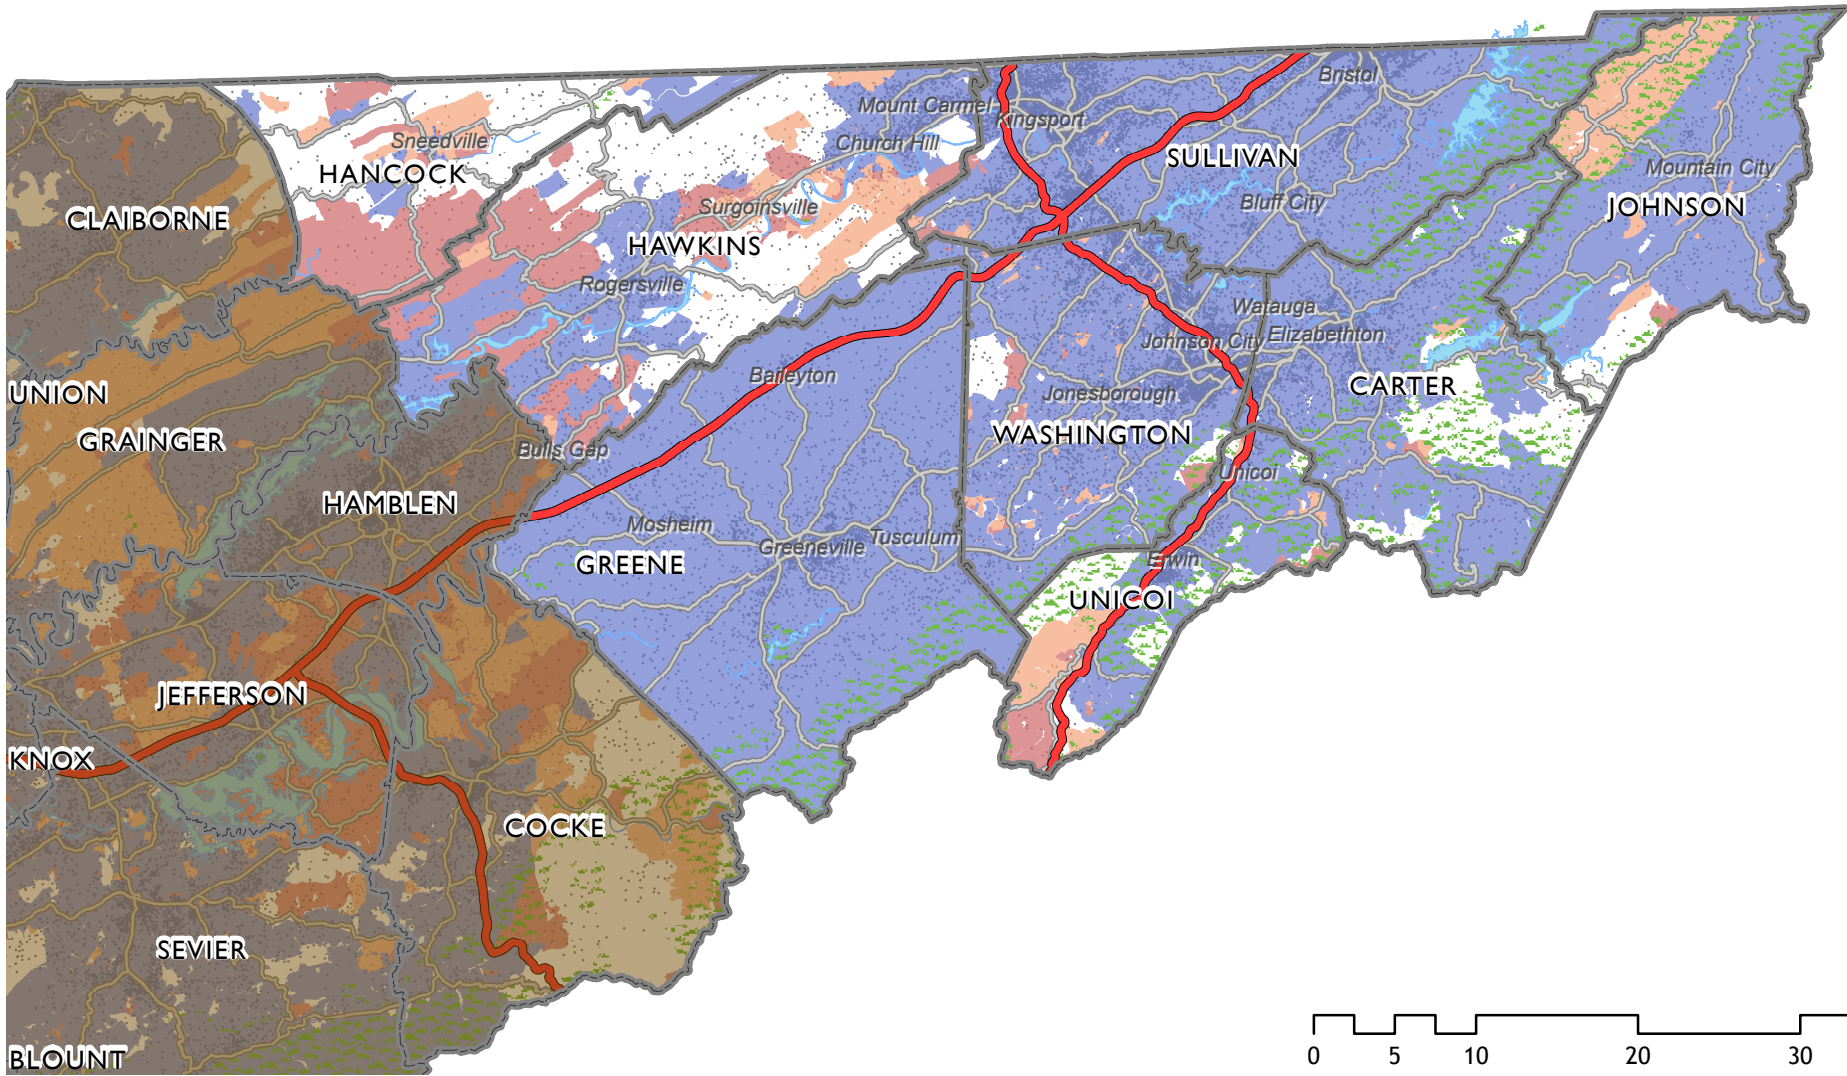 Bristol
Mount Carmel
Kingsport
Sneedville
Church Hill
SULLIVAN
HANCOCK
Mountain City
CLAIBORNE
Surgoinsville
Bluff City
JOHNSON
HAWKINS
Rogersville
Watauga
Johnson City
Elizabethton
Baileyton
UNION
Jonesborough
CARTER
GRAINGER
Bulls Gap
WASHINGTON
Unicoi
HAMBLEN
Mosheim
Greeneville
Tusculum
GREENE
Erwin
UNICOI
JEFFERSON
KNOX
COCKE
SEVIER
BLOUNT
0 5 10 20 30